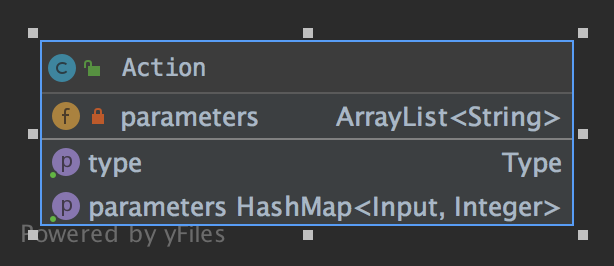 Action
parameters ArrayList<String>
type Type
parameters HashMap<Input, Integer>
Powered by yFiles